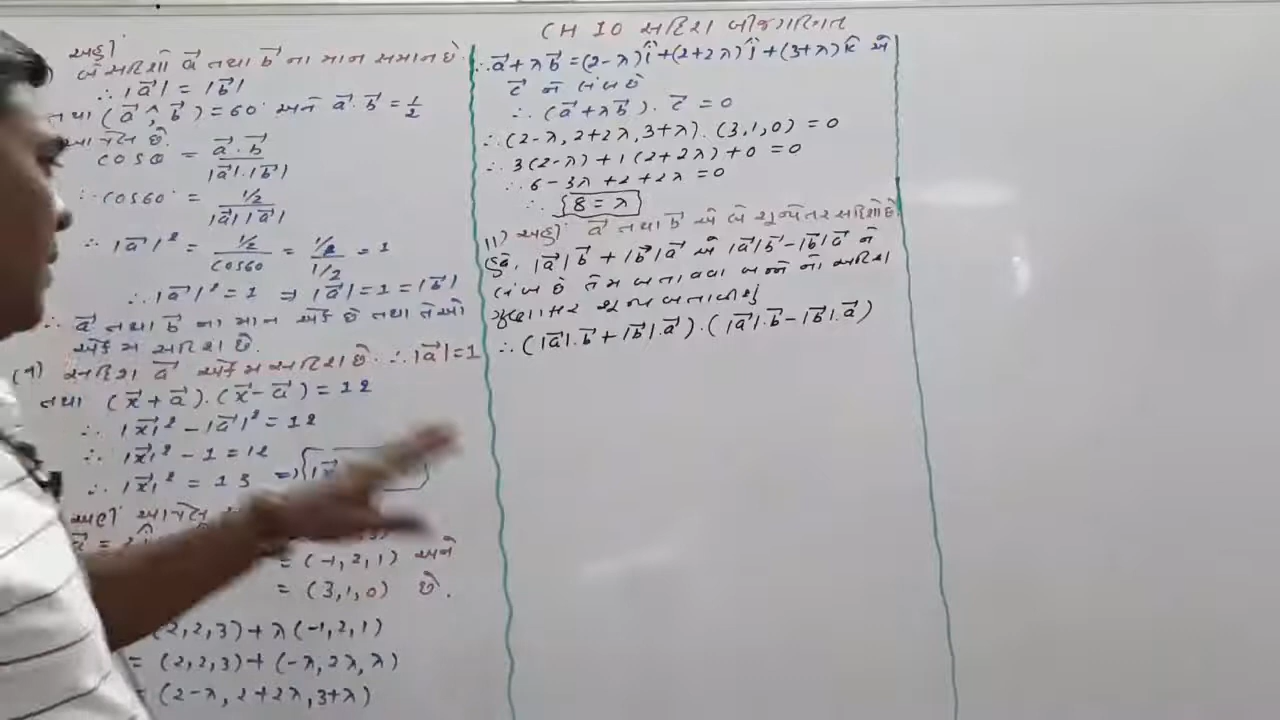 CH 10 સદિશ બીજગણિત
અહીં
બે સદિશો a⃗ તથા b⃗ ના માન સમાન છે.
∴ |a⃗| = |b⃗|
તથા (a⃗ ^ b⃗) = 60° અને a⃗ . b⃗ = 1/2
આપેલ છે.
cosθ = a⃗ . b⃗ / |a⃗| . |b⃗|
∴ cos60° = 1/2 / |a⃗| |a⃗|
∴ |a⃗|² = 1/2 / cos60 = 1/2 / 1/2 = 1
∴ |a⃗|² = 1 ⇒ |a⃗| = 1 = |b⃗|
∴ a⃗ તથા b⃗ ના માન એક છે તથા તેઓ
એકમ સદિશ છે.
(9) સદિશ a⃗ એકમ સદિશ છે. ∴ |a⃗| = 1
તથા (x⃗ + a⃗) . (x⃗ - a⃗) = 12
∴ |x⃗|² - |a⃗|² = 12
∴ |x⃗|² - 1 = 12
∴ |x⃗|² = 13 ⇒ |x⃗
અહીં આપેલ
= (-1, 2, 1) અને
= (3, 1, 0) છે.
(2, 2, 3) + λ (-1, 2, 1)
= (2, 2, 3) + (-λ, 2λ, λ)
= (2-λ, 2+2λ, 3+λ)
∴ a⃗ + λb⃗ = (2-λ)î + (2+2λ)ĵ + (3+λ)k̂ એ
c⃗ ને લંબ છે
∴ (a⃗ + λb⃗) . c⃗ = 0
∴ (2-λ, 2+2λ, 3+λ) . (3, 1, 0) = 0
∴ 3(2-λ) + 1(2+2λ) + 0 = 0
∴ 6 - 3λ + 2 + 2λ = 0
∴ 8 = λ
11) અહીં a⃗ તથા b⃗ એ બે શૂન્યેતર સદિશો છે.
હવે, |a⃗| b⃗ + |b⃗| a⃗ એ |a⃗| b⃗ - |b⃗| a⃗ ને
લંબ છે તેમ બતાવવા બન્ને નો સદિશ
ગુણાકાર શૂન્ય બતાવીશું
∴ (|a⃗| . b⃗ + |b⃗| . a⃗) . (|a⃗| . b⃗ - |b⃗| . a⃗)